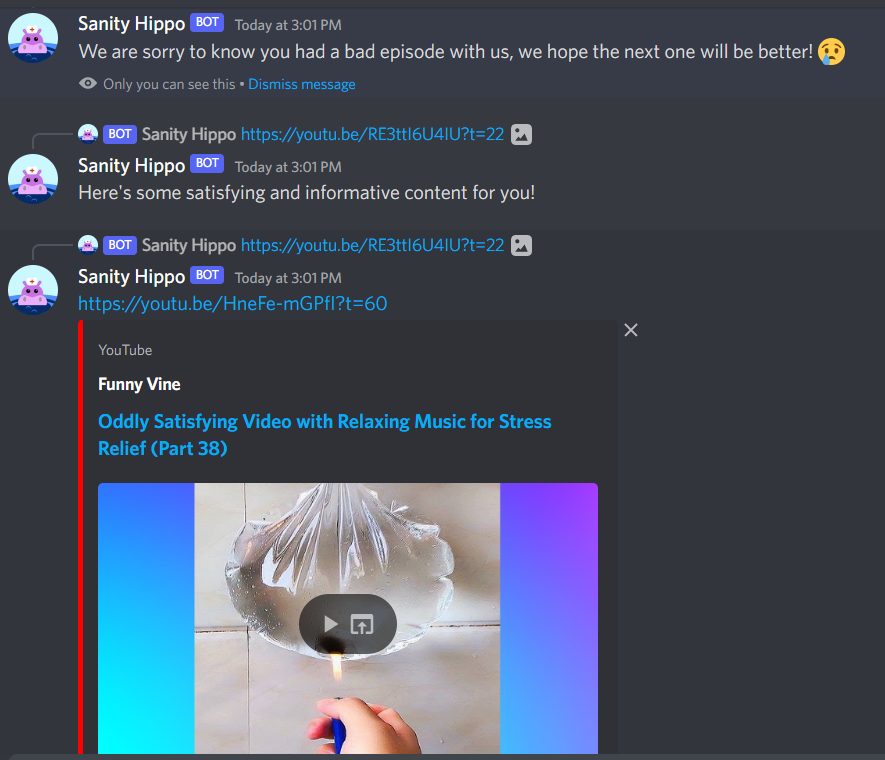 Sanity Hippo BOT Today at 3:01 PM
We are sorry to know you had a bad episode with us, we hope the next one will be better! 😢
Only you can see this • Dismiss message
BOT Sanity Hippo https://youtu.be/RE3ttI6U4IU?t=22
Sanity Hippo BOT Today at 3:01 PM
Here's some satisfying and informative content for you!
BOT Sanity Hippo https://youtu.be/RE3ttI6U4IU?t=22
Sanity Hippo BOT Today at 3:01 PM
https://youtu.be/HneFe-mGPfI?t=60
YouTube
Funny Vine
Oddly Satisfying Video with Relaxing Music for Stress
Relief (Part 38)